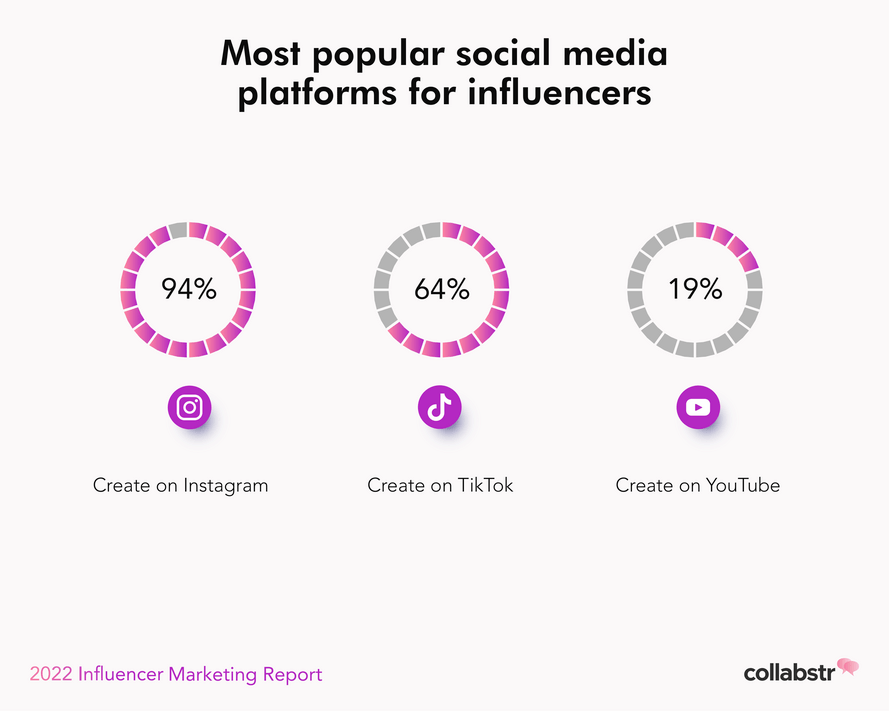 Most popular social media
platforms for influencers
94%
64%
19%
Create on Instagram
Create on TikTok
Create on YouTube
2022 Influencer Marketing Report
collabstr